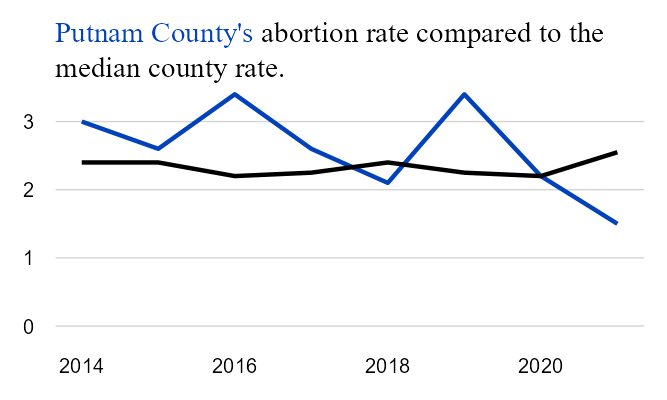 Putnam County's abortion rate compared to the
median county rate.
3
2
1
0
2014 2016 2018 2020